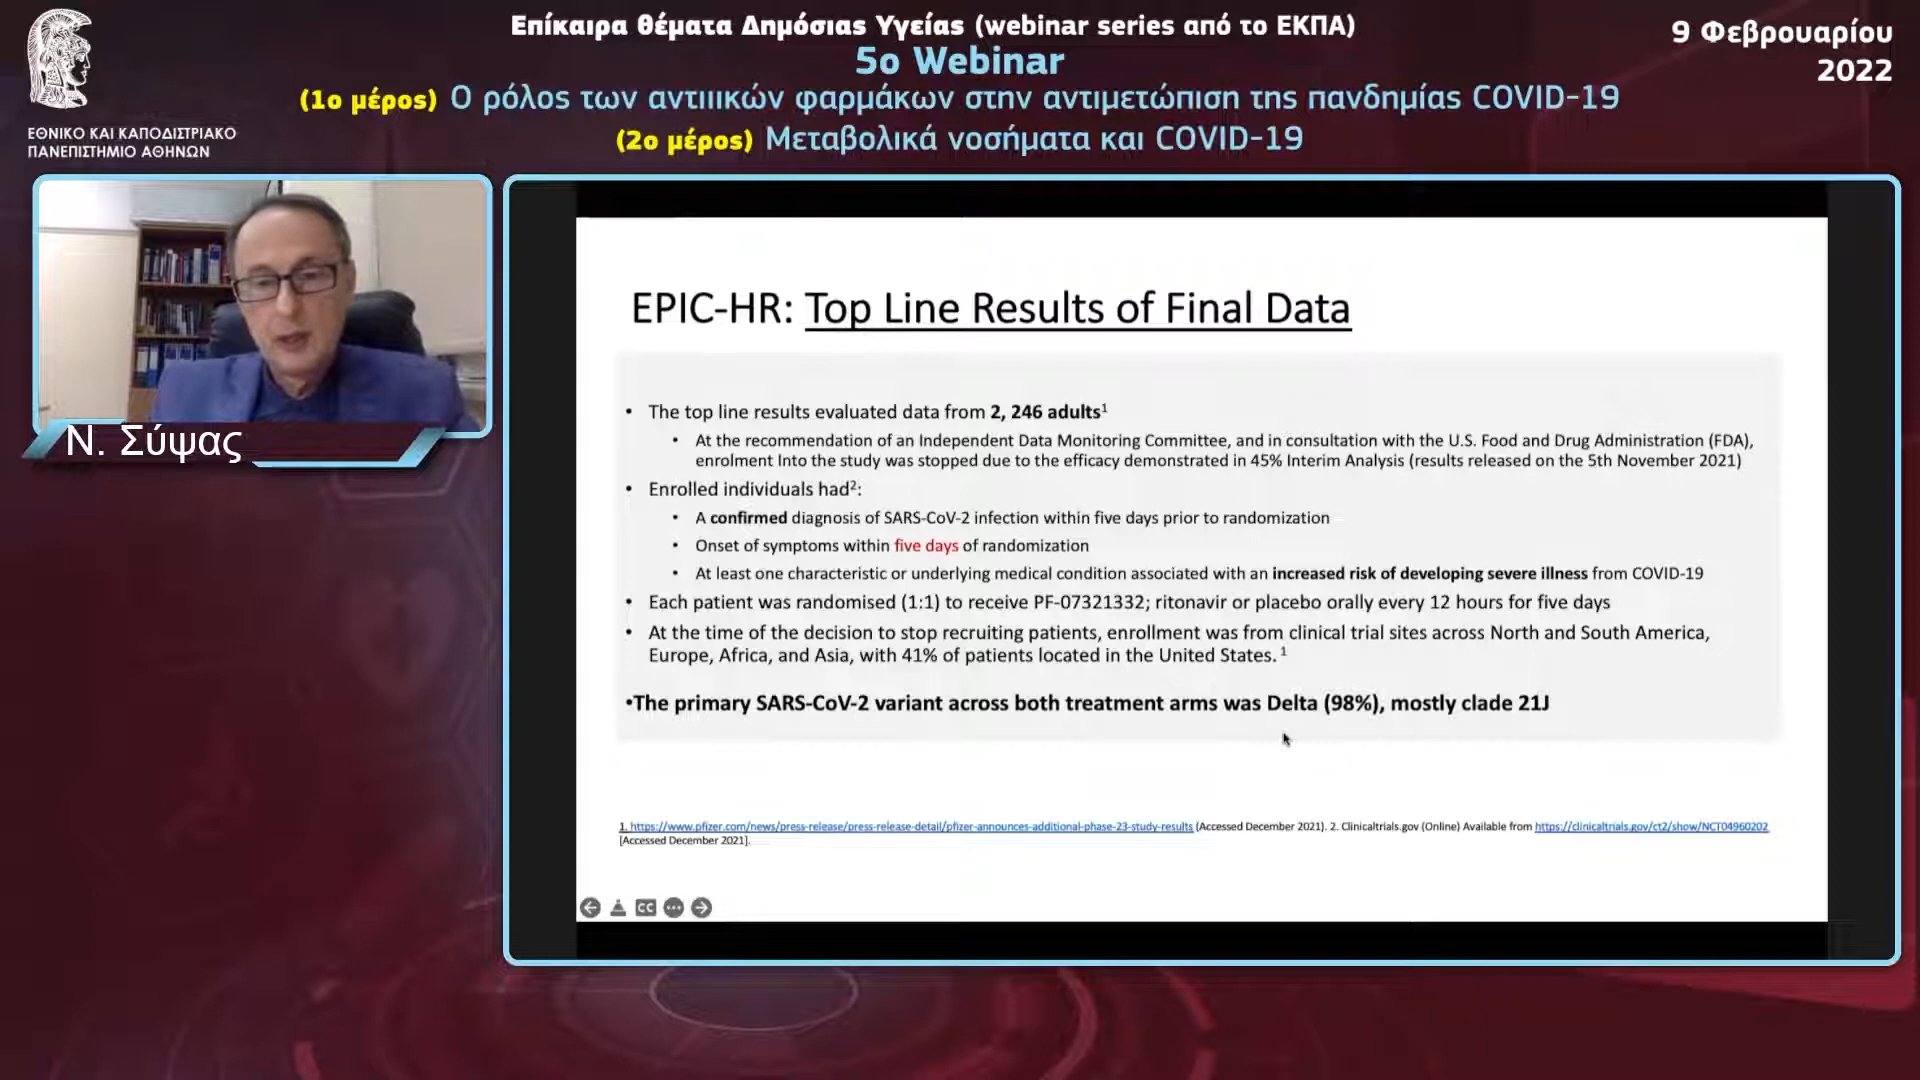 Επίκαιρα θέματα Δημόσιας Υγείας (webinar series από το ΕΚΠΑ)
5ο Webinar
(1ο μέρος) Ο ρόλος των αντιιικών φαρμάκων στην αντιμετώπιση της πανδημίας COVID-19
(2ο μέρος) Μεταβολικά νοσήματα και COVID-19
9 Φεβρουαρίου
2022
ΕΘΝΙΚΟ ΚΑΙ ΚΑΠΟΔΙΣΤΡΙΑΚΟ
ΠΑΝΕΠΙΣΤΗΜΙΟ ΑΘΗΝΩΝ
Ν. Σύψας
EPIC-HR: Top Line Results of Final Data
• The top line results evaluated data from 2, 246 adults1
• At the recommendation of an Independent Data Monitoring Committee, and in consultation with the U.S. Food and Drug Administration (FDA),
enrolment Into the study was stopped due to the efficacy demonstrated in 45% Interim Analysis (results released on the 5th November 2021)
• Enrolled individuals had2:
• A confirmed diagnosis of SARS-CoV-2 infection within five days prior to randomization
• Onset of symptoms within five days of randomization
• At least one characteristic or underlying medical condition associated with an increased risk of developing severe illness from COVID-19
• Each patient was randomised (1:1) to receive PF-07321332; ritonavir or placebo orally every 12 hours for five days
• At the time of the decision to stop recruiting patients, enrollment was from clinical trial sites across North and South America,
Europe, Africa, and Asia, with 41% of patients located in the United States. 1
•The primary SARS-CoV-2 variant across both treatment arms was Delta (98%), mostly clade 21J
1. https://www.pfizer.com/news/press-release/press-release-detail/pfizer-announces-additional-phase-23-study-results (Accessed December 2021). 2. Clinicaltrials.gov (Online) Available from https://clinicaltrials.gov/ct2/show/NCT04960202
[Accessed December 2021].
CC